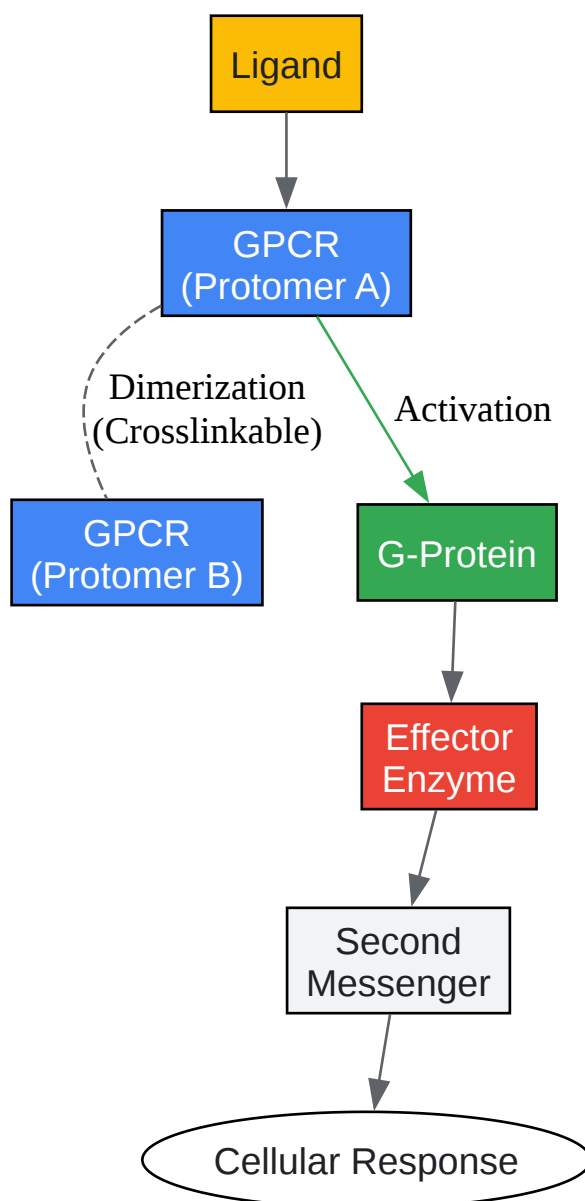 Ligand
GPCR
(Protomer A)
Dimerization
(Crosslinkable)
Activation
GPCR
(Protomer B)
G-Protein
Effector
Enzyme
Second
Messenger
Cellular Response